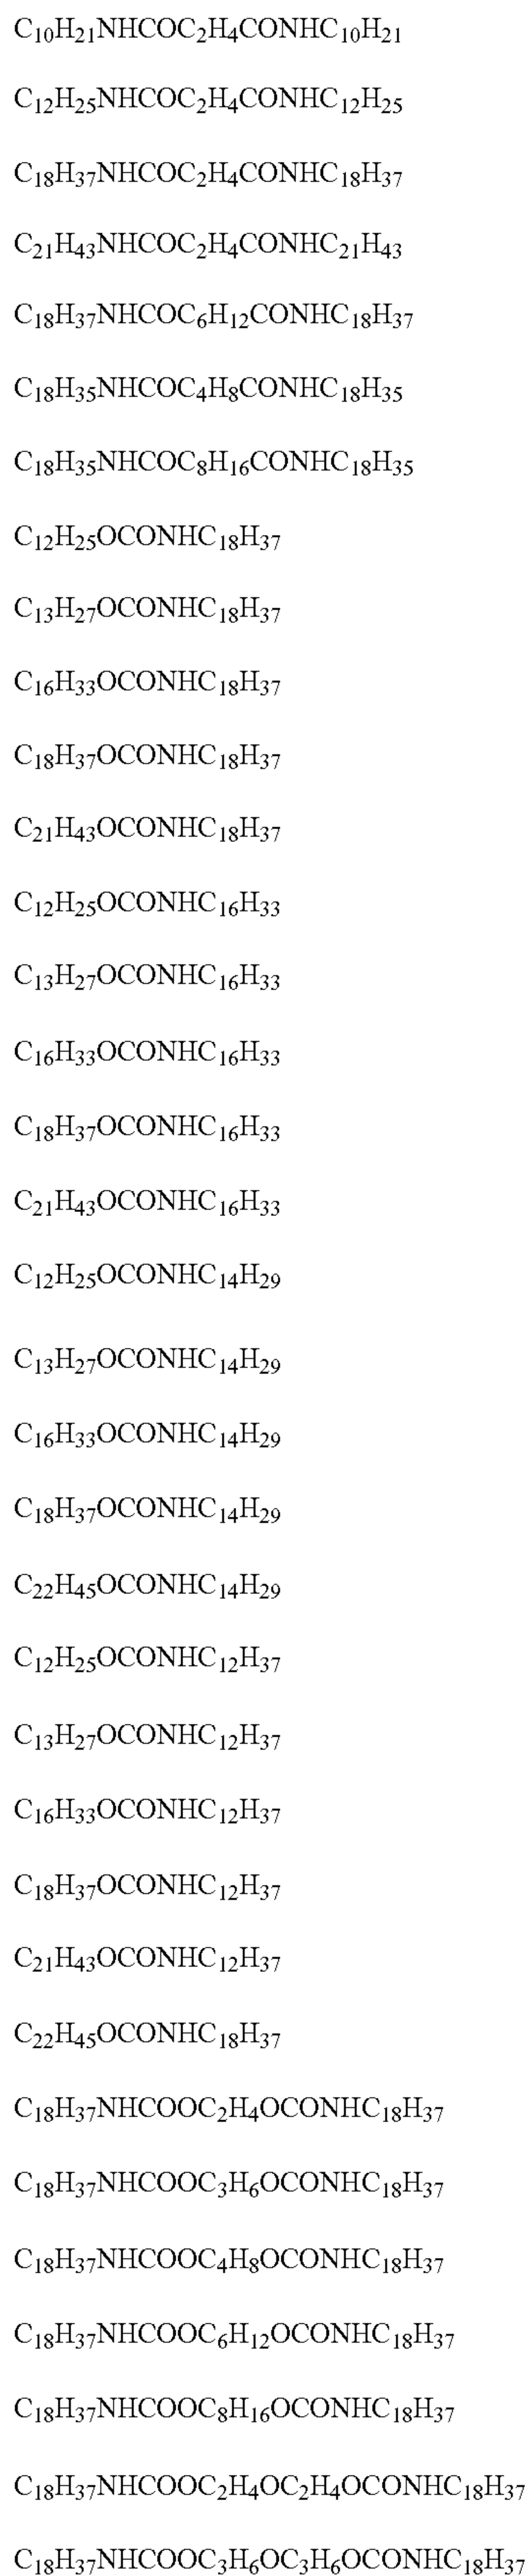 C₁₀H₂₁NHCOC₂H₄CONHC₁₀H₂₁
C₁₂H₂₅NHCOC₂H₄CONHC₁₂H₂₅
C₁₈H₃₇NHCOC₂H₄CONHC₁₈H₃₇
C₂₁H₄₃NHCOC₂H₄CONHC₂₁H₄₃
C₁₈H₃₇NHCOC₆H₁₂CONHC₁₈H₃₇
C₁₈H₃₅NHCOC₄H₈CONHC₁₈H₃₅
C₁₈H₃₅NHCOC₈H₁₆CONHC₁₈H₃₅
C₁₂H₂₅OCONHC₁₈H₃₇
C₁₃H₂₇OCONHC₁₈H₃₇
C₁₆H₃₃OCONHC₁₈H₃₇
C₁₈H₃₇OCONHC₁₈H₃₇
C₂₁H₄₃OCONHC₁₈H₃₇
C₁₂H₂₅OCONHC₁₆H₃₃
C₁₃H₂₇OCONHC₁₆H₃₃
C₁₆H₃₃OCONHC₁₆H₃₃
C₁₈H₃₇OCONHC₁₆H₃₃
C₂₁H₄₃OCONHC₁₆H₃₃
C₁₂H₂₅OCONHC₁₄H₂₉
C₁₃H₂₇OCONHC₁₄H₂₉
C₁₆H₃₃OCONHC₁₄H₂₉
C₁₈H₃₇OCONHC₁₄H₂₉
C₂₂H₄₅OCONHC₁₄H₂₉
C₁₂H₂₅OCONHC₁₂H₃₇
C₁₃H₂₇OCONHC₁₂H₃₇
C₁₆H₃₃OCONHC₁₂H₃₇
C₁₈H₃₇OCONHC₁₂H₃₇
C₂₁H₄₃OCONHC₁₂H₃₇
C₂₂H₄₅OCONHC₁₈H₃₇
C₁₈H₃₇NHCOOC₂H₄OCONHC₁₈H₃₇
C₁₈H₃₇NHCOOC₃H₆OCONHC₁₈H₃₇
C₁₈H₃₇NHCOOC₄H₈OCONHC₁₈H₃₇
C₁₈H₃₇NHCOOC₆H₁₂OCONHC₁₈H₃₇
C₁₈H₃₇NHCOOC₈H₁₆OCONHC₁₈H₃₇
C₁₈H₃₇NHCOOC₂H₄OC₂H₄OCONHC₁₈H₃₇
C₁₈H₃₇NHCOOC₃H₆OC₃H₆OCONHC₁₈H₃₇